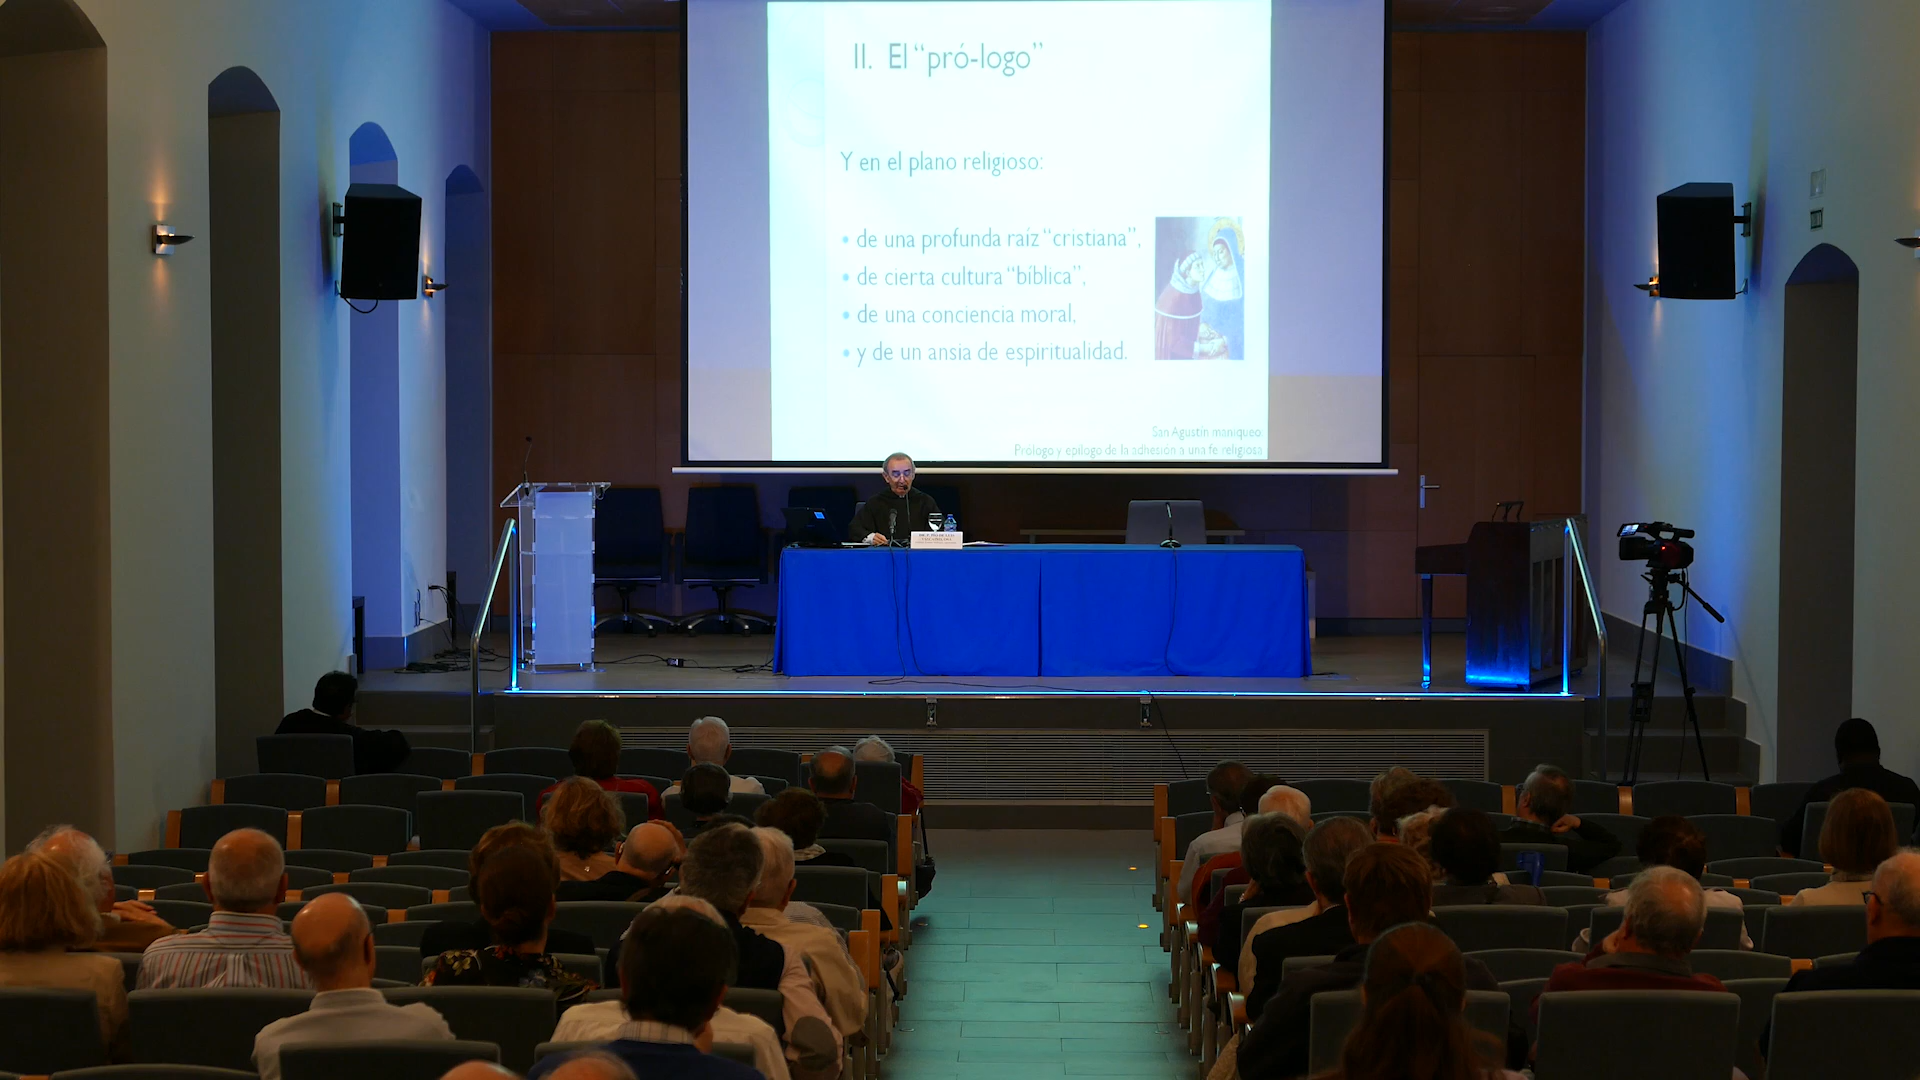 II. El “pró-logo”
Y en el plano religioso:
• de una profunda raíz “cristiana”,
• de cierta cultura “bíblica”,
• de una conciencia moral,
• y de un ansia de espiritualidad.
San Agustín maniqueo.
Prólogo y epílogo de la adhesión a una fe religiosa